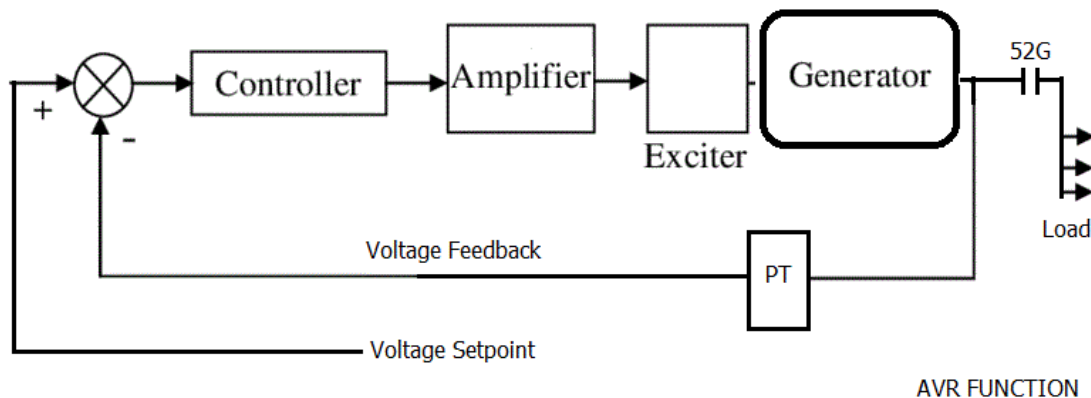 52G
Generator
Controller
Amplifier
+
-
Exciter
Load
Voltage Feedback
PT
Voltage Setpoint
AVR FUNCTION